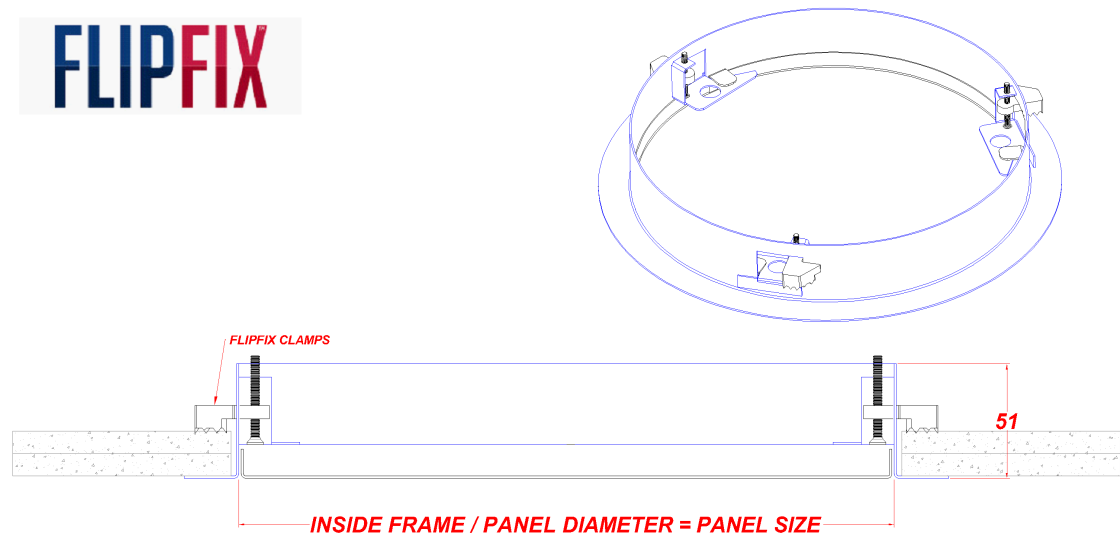 FLIPFIX
FLIPFIX CLAMPS
51
INSIDE FRAME / PANEL DIAMETER = PANEL SIZE